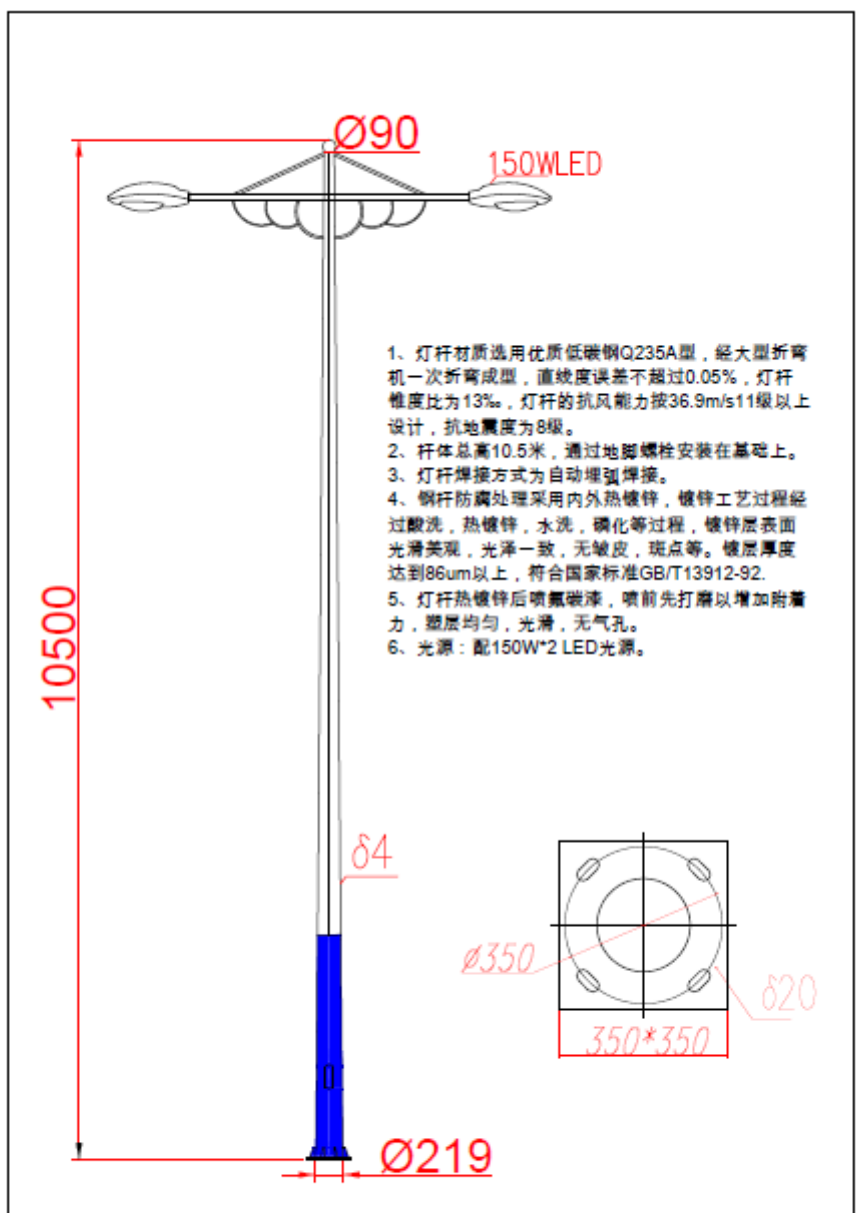 Ø90
150WLED
1、灯杆材质选用优质低碳钢Q235A型，经大型折弯
机一次折弯成型，直线度误差不超过0.05%，灯杆
锥度比为13‰，灯杆的抗风能力按36.9m/s11级以上
设计，抗地震度为8级。
2、杆体总高10.5米，通过地脚螺栓安装在基础上。
3、灯杆焊接方式为自动埋弧焊接。
4、钢杆防腐处理采用内外热镀锌，镀锌工艺过程经
过酸洗，热镀锌，水洗，磷化等过程，镀锌层表面
光滑美观，光泽一致，无皱皮，斑点等。镀层厚度
达到86um以上，符合国家标准GB/T13912-92.
5、灯杆热镀锌后喷氟碳漆，喷前先打磨以增加附着
力，塑层均匀，光滑，无气孔。
6、光源：配150W*2 LED光源。
10500
δ4
Ø350
δ20
350*350
Ø219